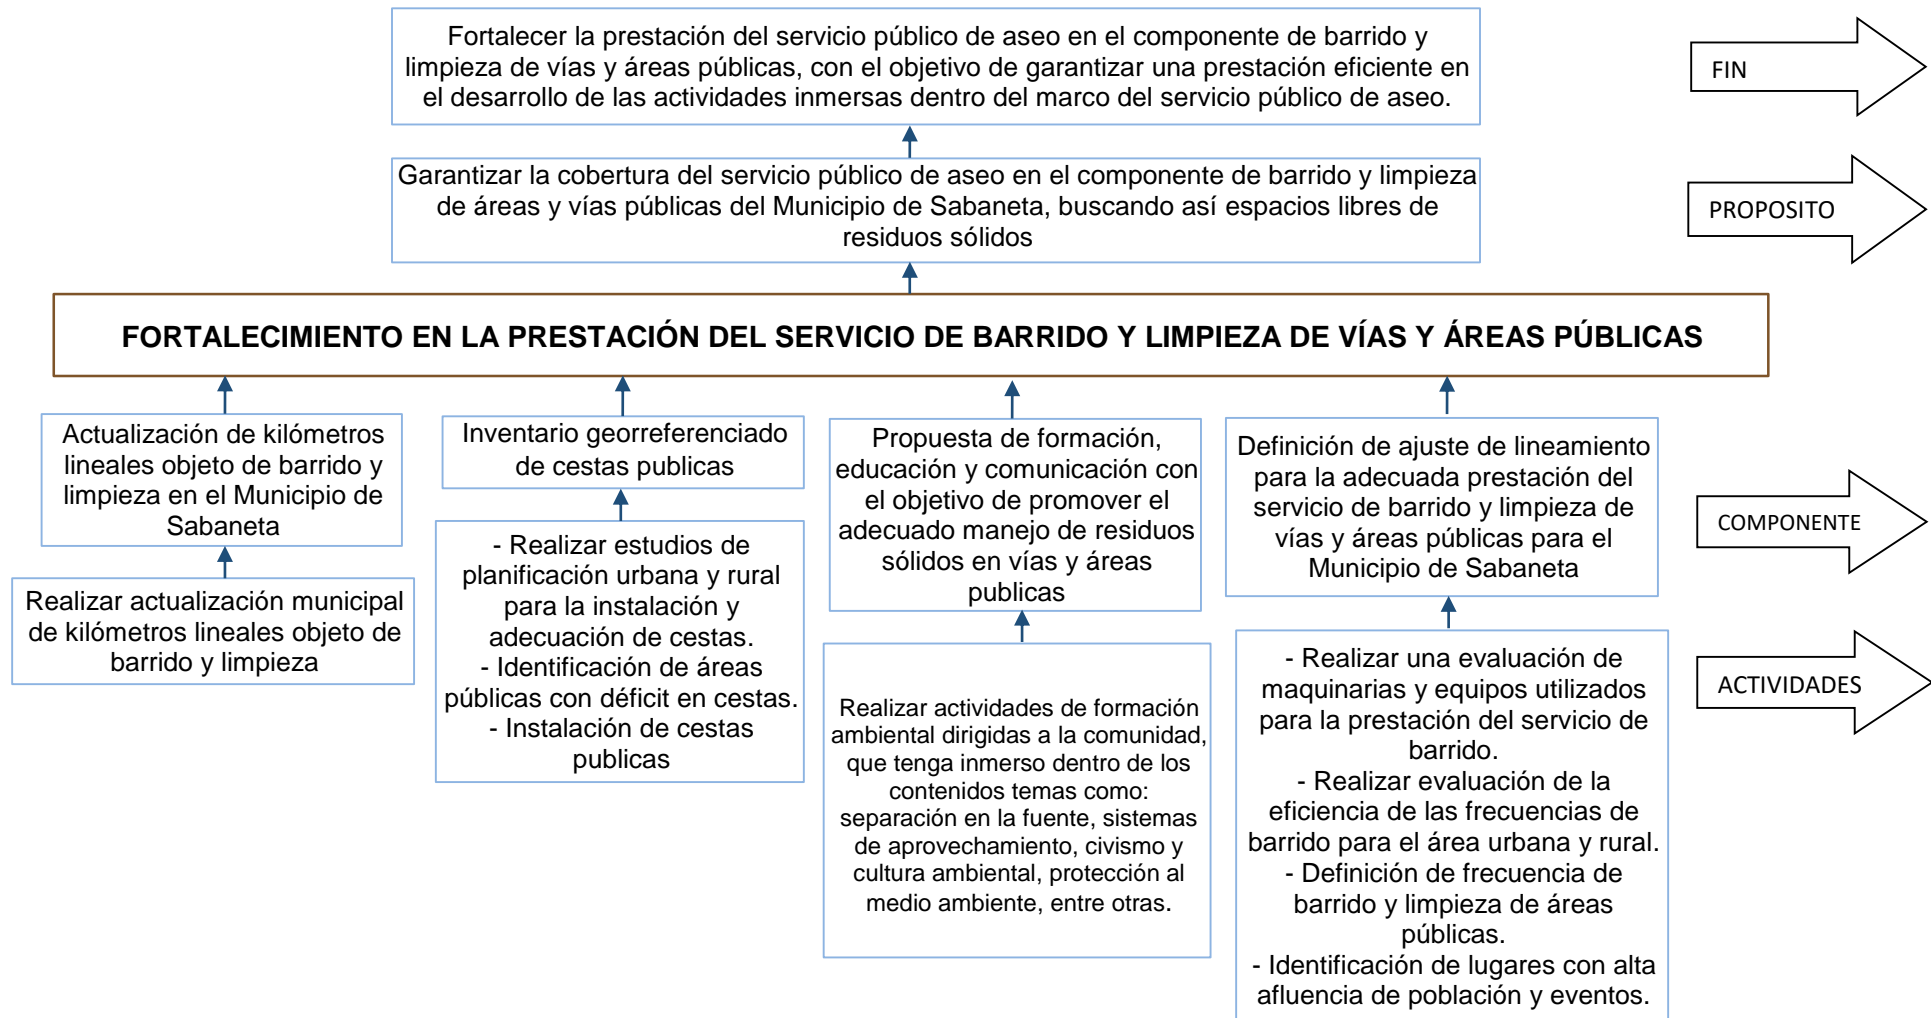 Fortalecer la prestación del servicio público de aseo en el componente de barrido y
limpieza de vías y áreas públicas, con el objetivo de garantizar una prestación eficiente en
el desarrollo de las actividades inmersas dentro del marco del servicio público de aseo.
FIN
Garantizar la cobertura del servicio público de aseo en el componente de barrido y limpieza
de áreas y vías públicas del Municipio de Sabaneta, buscando así espacios libres de
residuos sólidos
PROPOSITO
FORTALECIMIENTO EN LA PRESTACIÓN DEL SERVICIO DE BARRIDO Y LIMPIEZA DE VÍAS Y ÁREAS PÚBLICAS
Actualización de kilómetros
lineales objeto de barrido y
limpieza en el Municipio de
Sabaneta
Inventario georreferenciado
de cestas publicas
Propuesta de formación,
educación y comunicación con
el objetivo de promover el
adecuado manejo de residuos
sólidos en vías y áreas
publicas
Definición de ajuste de lineamiento
para la adecuada prestación del
servicio de barrido y limpieza de
vías y áreas públicas para el
Municipio de Sabaneta
COMPONENTE
Realizar actualización municipal
de kilómetros lineales objeto de
barrido y limpieza
- Realizar estudios de
planificación urbana y rural
para la instalación y
adecuación de cestas.
- Identificación de áreas
públicas con déficit en cestas.
- Instalación de cestas
publicas
Realizar actividades de formación
ambiental dirigidas a la comunidad,
que tenga inmerso dentro de los
contenidos temas como:
separación en la fuente, sistemas
de aprovechamiento, civismo y
cultura ambiental, protección al
medio ambiente, entre otras.
- Realizar una evaluación de
maquinarias y equipos utilizados
para la prestación del servicio de
barrido.
- Realizar evaluación de la
eficiencia de las frecuencias de
barrido para el área urbana y rural.
- Definición de frecuencia de
barrido y limpieza de áreas
públicas.
- Identificación de lugares con alta
afluencia de población y eventos.
ACTIVIDADES